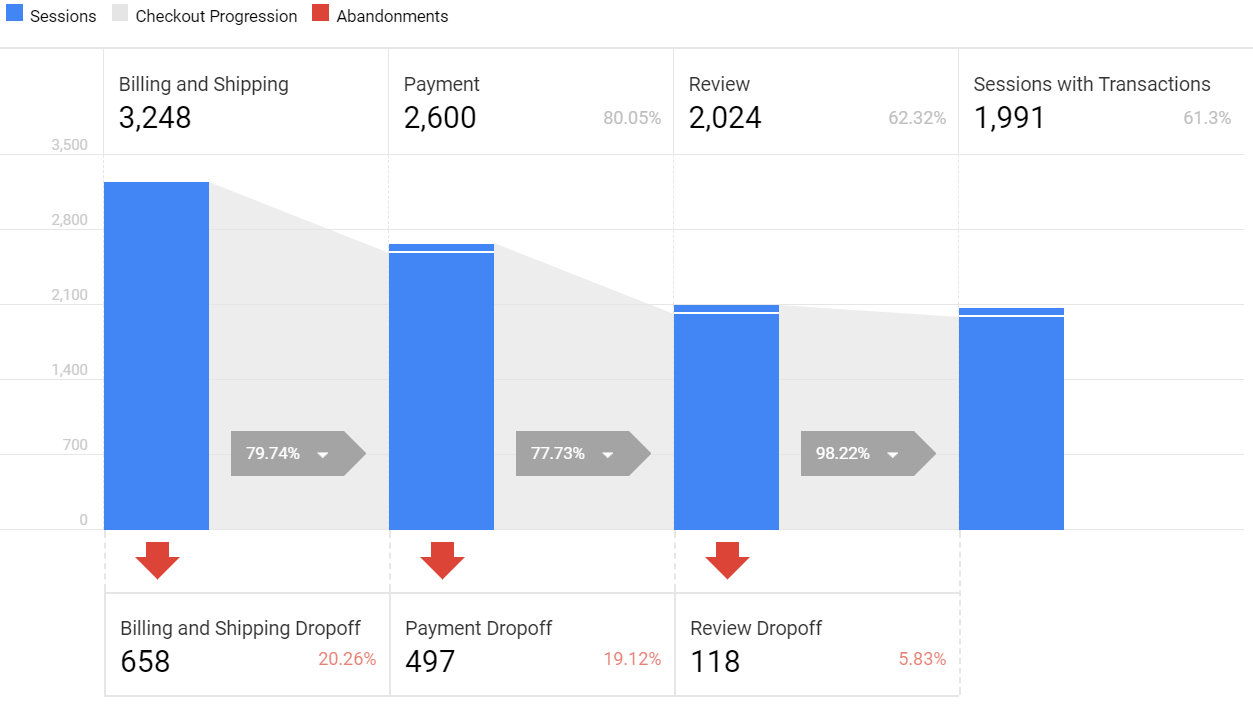 Sessions Checkout Progression Abandonments
Billing and Shipping Payment Review Sessions with Transactions
3,248 2,600 80.05% 2,024 62.32% 1,991 61.3%
3,500
2,800
2,100
1,400
700
79.74% 77.73% 98.22%
0
Billing and Shipping Dropoff Payment Dropoff Review Dropoff
658 20.26% 497 19.12% 118 5.83%